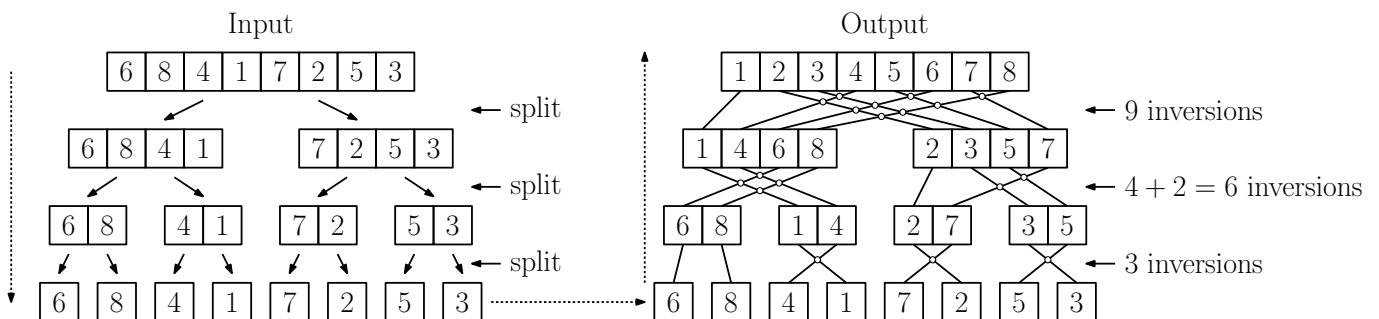 Input Output
6 8 4 1 7 2 5 3 1 2 3 4 5 6 7 8
split 9 inversions
6 8 4 1 7 2 5 3 1 4 6 8 2 3 5 7
split 4 + 2 = 6 inversions
6 8 4 1 7 2 5 3 6 8 1 4 2 7 3 5
split 3 inversions
6 8 4 1 7 2 5 3 6 8 4 1 7 2 5 3